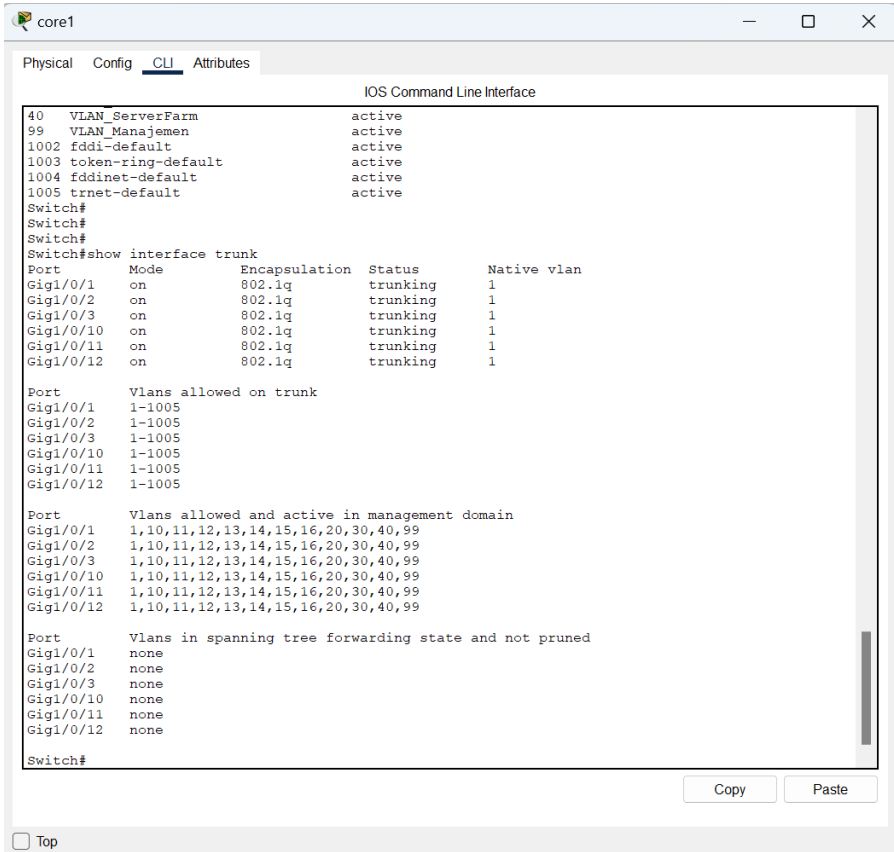 core1
Physical Config CLI Attributes
IOS Command Line Interface
40 VLAN_ServerFarm active
99 VLAN_Manajemen active
1002 fddi-default active
1003 token-ring-default active
1004 fddinet-default active
1005 trnet-default active
Switch#
Switch#
Switch#
Switch#show interface trunk
Port Mode Encapsulation Status Native vlan
Gig1/0/1 on 802.1q trunking 1
Gig1/0/2 on 802.1q trunking 1
Gig1/0/3 on 802.1q trunking 1
Gig1/0/10 on 802.1q trunking 1
Gig1/0/11 on 802.1q trunking 1
Gig1/0/12 on 802.1q trunking 1
Port Vlans allowed on trunk
Gig1/0/1 1-1005
Gig1/0/2 1-1005
Gig1/0/3 1-1005
Gig1/0/10 1-1005
Gig1/0/11 1-1005
Gig1/0/12 1-1005
Port Vlans allowed and active in management domain
Gig1/0/1 1,10,11,12,13,14,15,16,20,30,40,99
Gig1/0/2 1,10,11,12,13,14,15,16,20,30,40,99
Gig1/0/3 1,10,11,12,13,14,15,16,20,30,40,99
Gig1/0/10 1,10,11,12,13,14,15,16,20,30,40,99
Gig1/0/11 1,10,11,12,13,14,15,16,20,30,40,99
Gig1/0/12 1,10,11,12,13,14,15,16,20,30,40,99
Port Vlans in spanning tree forwarding state and not pruned
Gig1/0/1 none
Gig1/0/2 none
Gig1/0/3 none
Gig1/0/10 none
Gig1/0/11 none
Gig1/0/12 none
Switch#
Copy Paste
Top